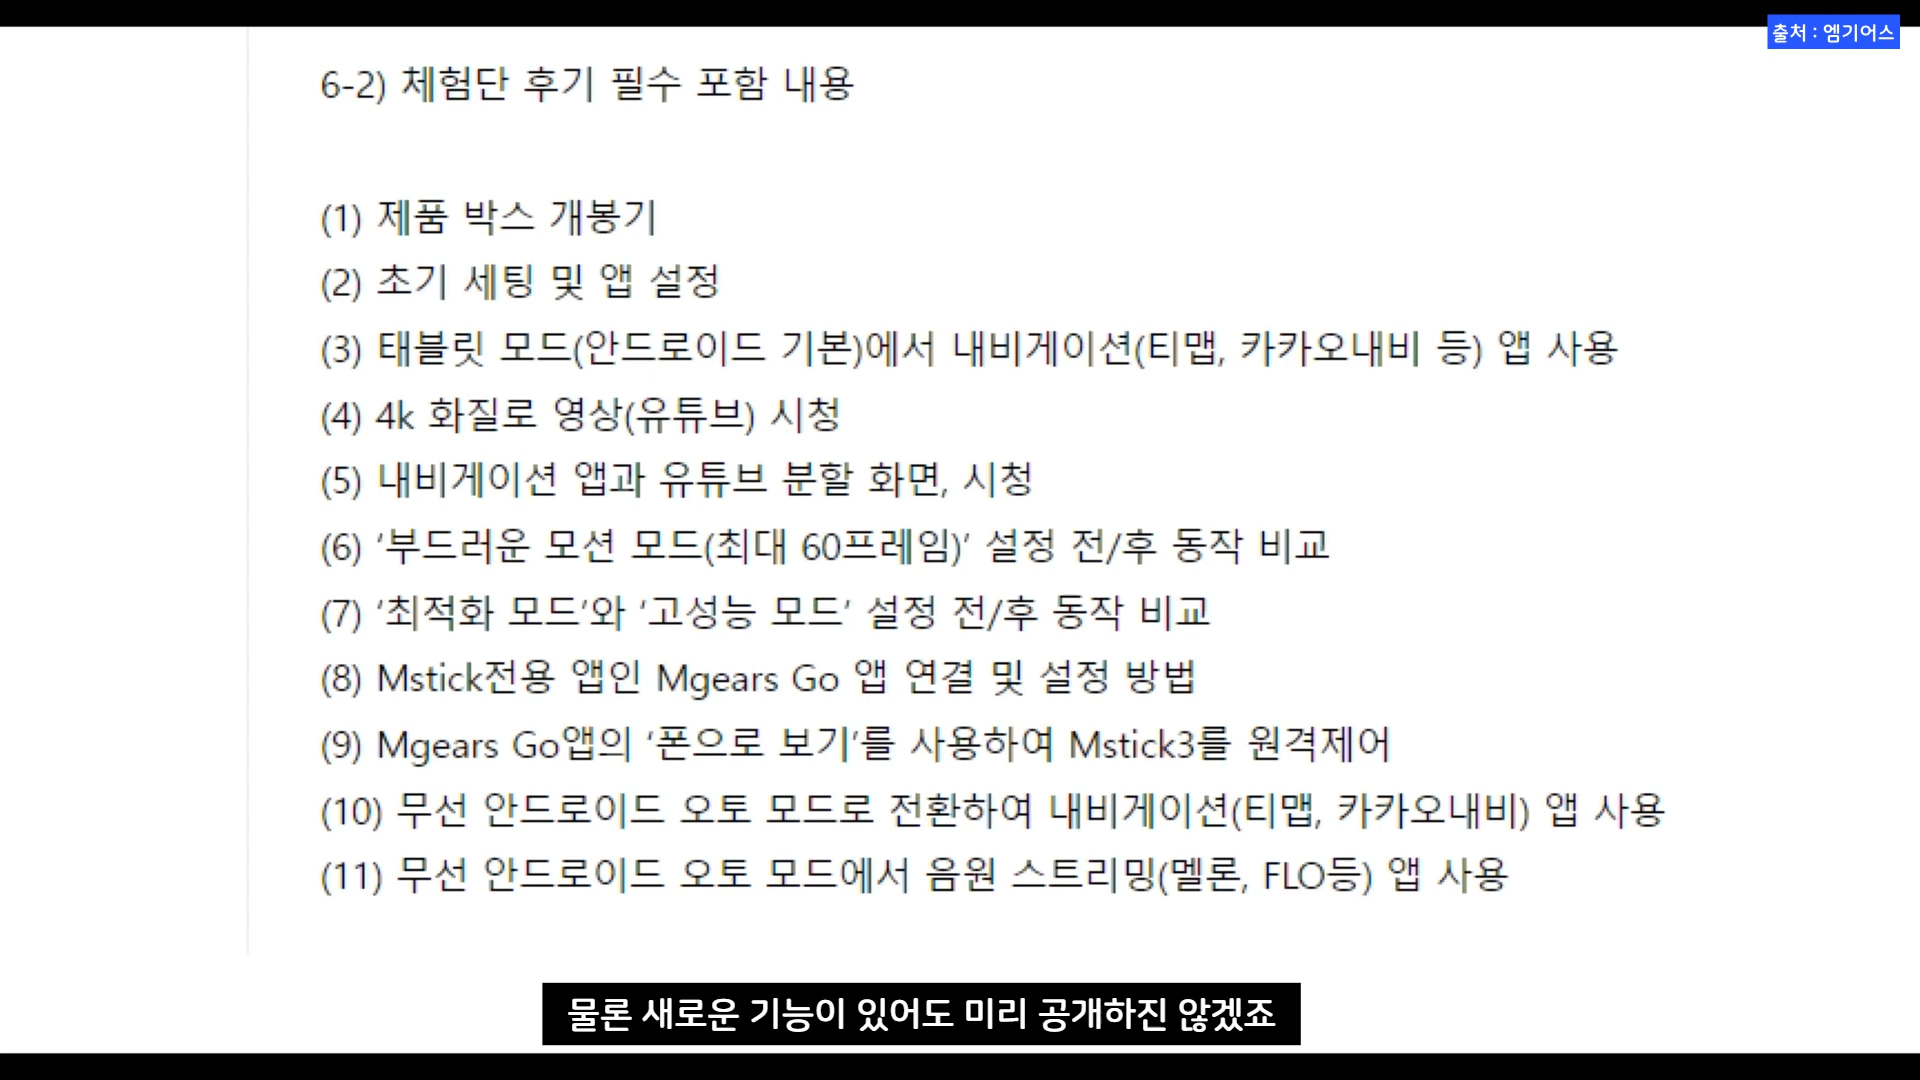 출처 : 엠기어스
6-2) 체험단 후기 필수 포함 내용
(1) 제품 박스 개봉기
(2) 초기 세팅 및 앱 설정
(3) 태블릿 모드(안드로이드 기본)에서 내비게이션(티맵, 카카오내비 등) 앱 사용
(4) 4k 화질로 영상(유튜브) 시청
(5) 내비게이션 앱과 유튜브 분할 화면, 시청
(6) ‘부드러운 모션 모드(최대 60프레임)’ 설정 전/후 동작 비교
(7) ‘최적화 모드’와 ‘고성능 모드’ 설정 전/후 동작 비교
(8) Mstick전용 앱인 Mgears Go 앱 연결 및 설정 방법
(9) Mgears Go앱의 ‘폰으로 보기’를 사용하여 Mstick3를 원격제어
(10) 무선 안드로이드 오토 모드로 전환하여 내비게이션(티맵, 카카오내비) 앱 사용
(11) 무선 안드로이드 오토 모드에서 음원 스트리밍(멜론, FLO등) 앱 사용
물론 새로운 기능이 있어도 미리 공개하진 않겠죠